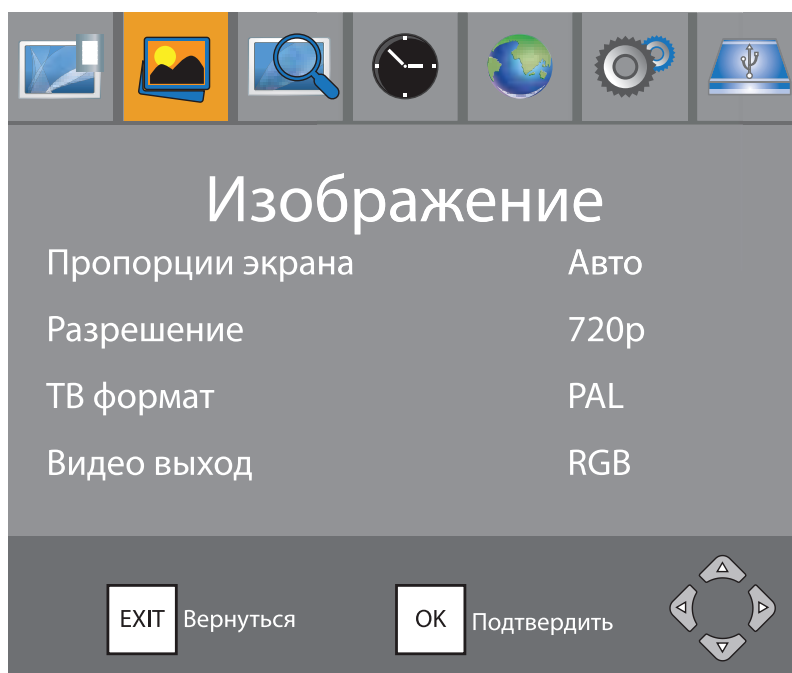 Изображение
Пропорции экрана Авто
Разрешение 720p
ТВ формат PAL
Видео выход RGB
EXIT Вернуться OK Подтвердить